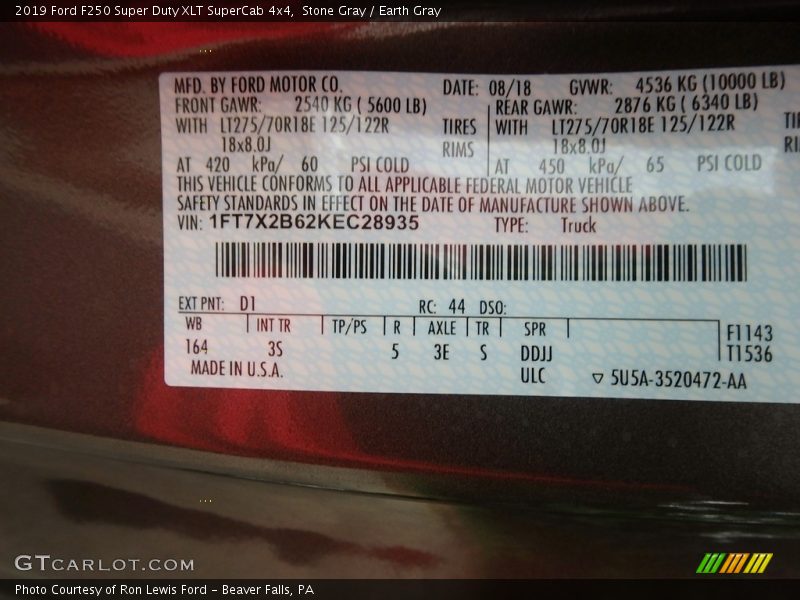 2019 Ford F250 Super Duty XLT SuperCab 4x4, Stone Gray / Earth Gray
MFD. BY FORD MOTOR CO. DATE: 08/18 GVWR: 4536 KG (10000 LB)
FRONT GAWR: 2540 KG ( 5600 LB) REAR GAWR: 2876 KG ( 6340 LB)
WITH LT275/70R18E 125/122R TIRES WITH LT275/70R18E 125/122R
18x8.0J RIMS 18x8.0J
AT 420 kPa/ 60 PSI COLD AT 450 kPa/ 65 PSI COLD
THIS VEHICLE CONFORMS TO ALL APPLICABLE FEDERAL MOTOR VEHICLE
SAFETY STANDARDS IN EFFECT ON THE DATE OF MANUFACTURE SHOWN ABOVE.
VIN: 1FT7X2B62KEC28935 TYPE: Truck
EXT PNT: D1 RC: 44 DSO:
WB INT TR TP/PS R AXLE TR SPR F1143
164 3S 5 3E S DDJJ T1536
MADE IN U.S.A. ULC ▽ 5U5A-3520472-AA
GTcarlot.com
Photo Courtesy of Ron Lewis Ford - Beaver Falls, PA